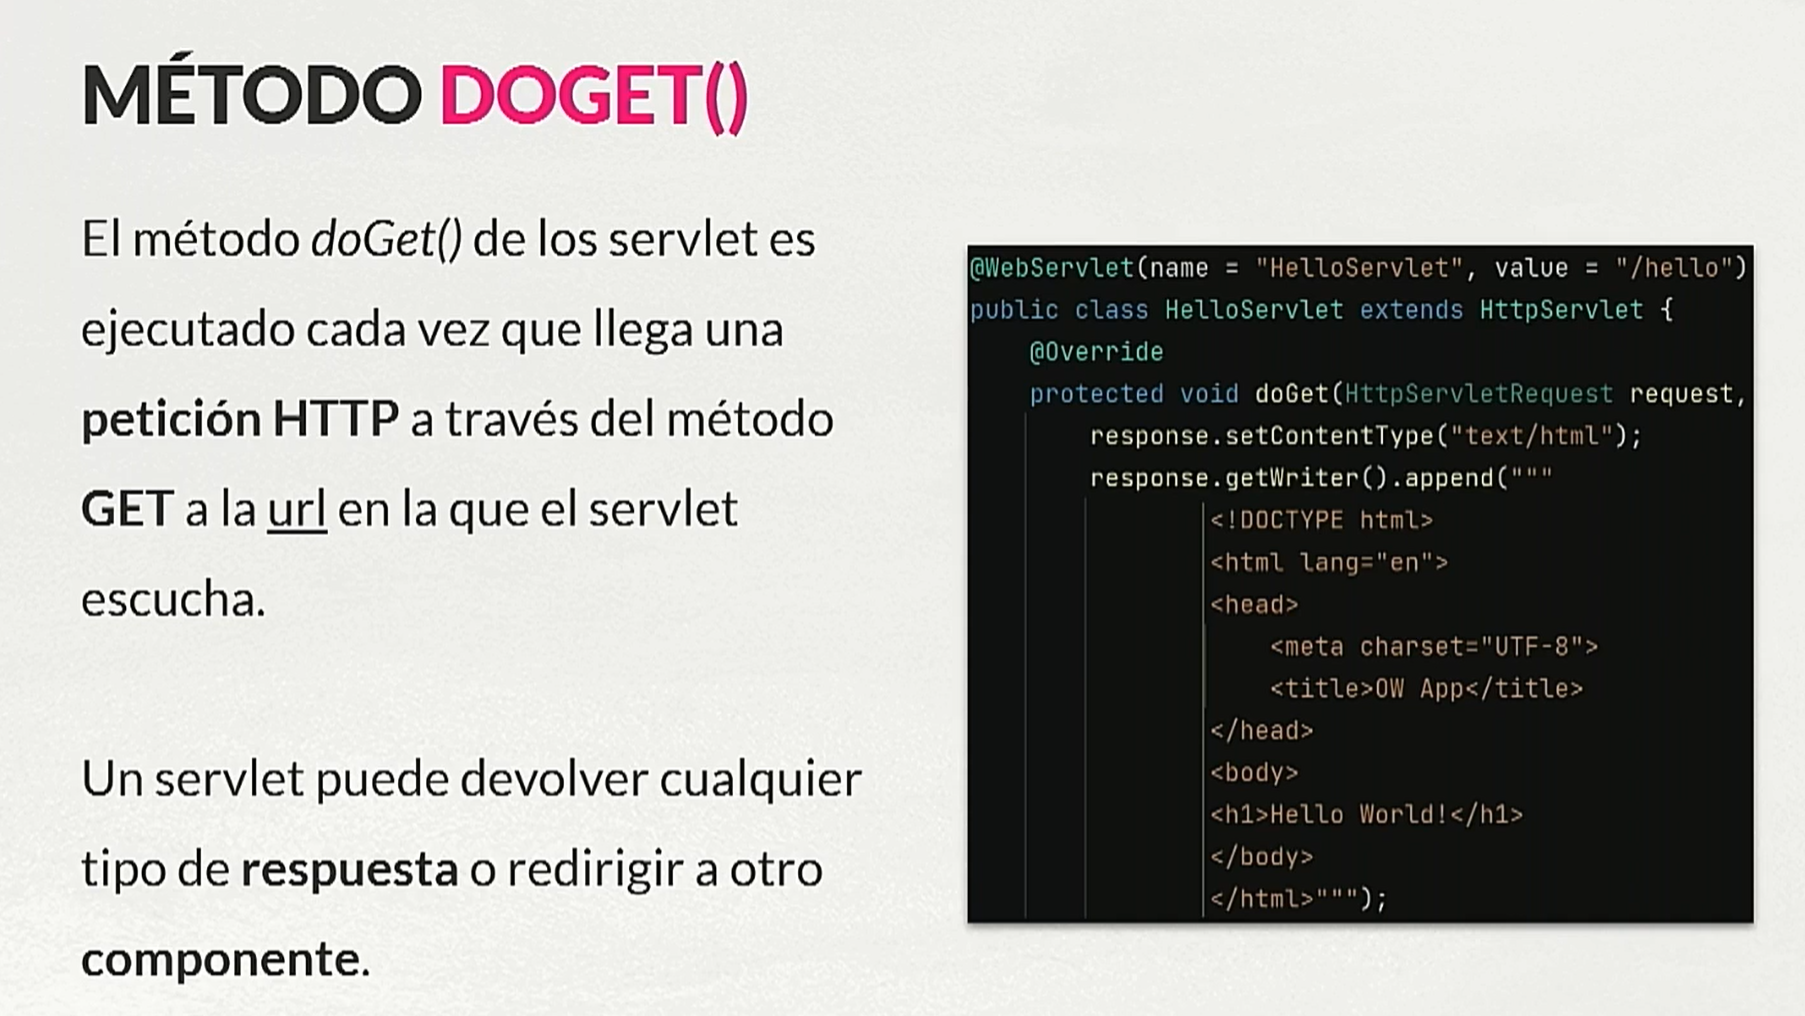 MÉTODO DOGET()
El método doGet() de los servlet es
ejecutado cada vez que llega una
petición HTTP a través del método
GET a la url en la que el servlet
escucha.
Un servlet puede devolver cualquier
tipo de respuesta o redirigir a otro
componente.
@WebServlet(name = "HelloServlet", value = "/hello")
public class HelloServlet extends HttpServlet {
@Override
protected void doGet(HttpServletRequest request,
response.setContentType("text/html");
response.getWriter().append("""
<!DOCTYPE html>
<html lang="en">
<head>
<meta charset="UTF-8">
<title>OW App</title>
</head>
<body>
<h1>Hello World!</h1>
</body>
</html>""");